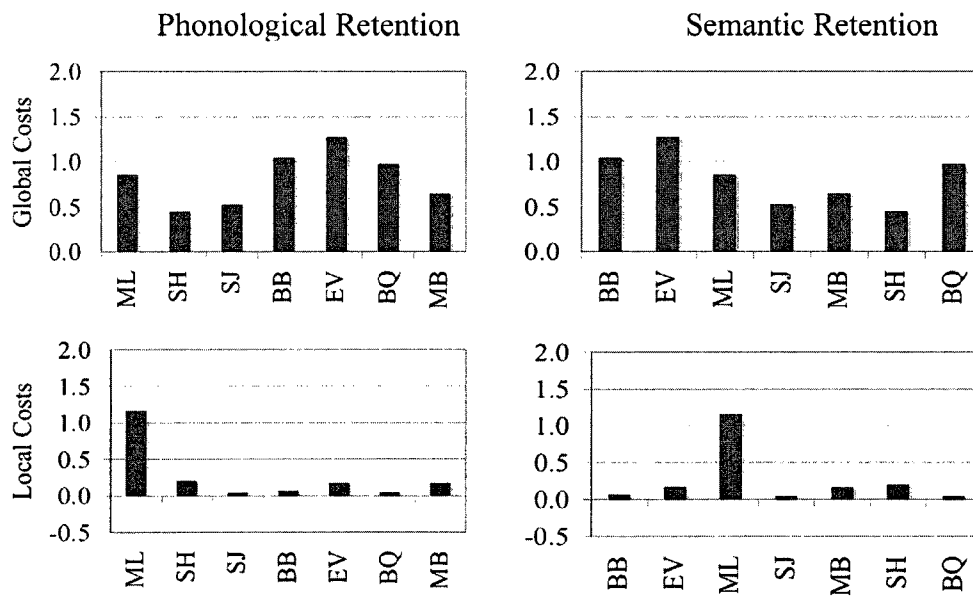 Phonological Retention
Semantic Retention
Global Costs
2.0
1.5
1.0
0.5
0.0
ML SH SJ BB EV BQ MB
2.0
1.5
1.0
0.5
0.0
BB EV ML SJ MB SH BQ
Local Costs
2.0
1.5
1.0
0.5
0.0
-0.5
ML SH SJ BB EV BQ MB
2.0
1.5
1.0
0.5
0.0
-0.5
BB EV ML SJ MB SH BQ